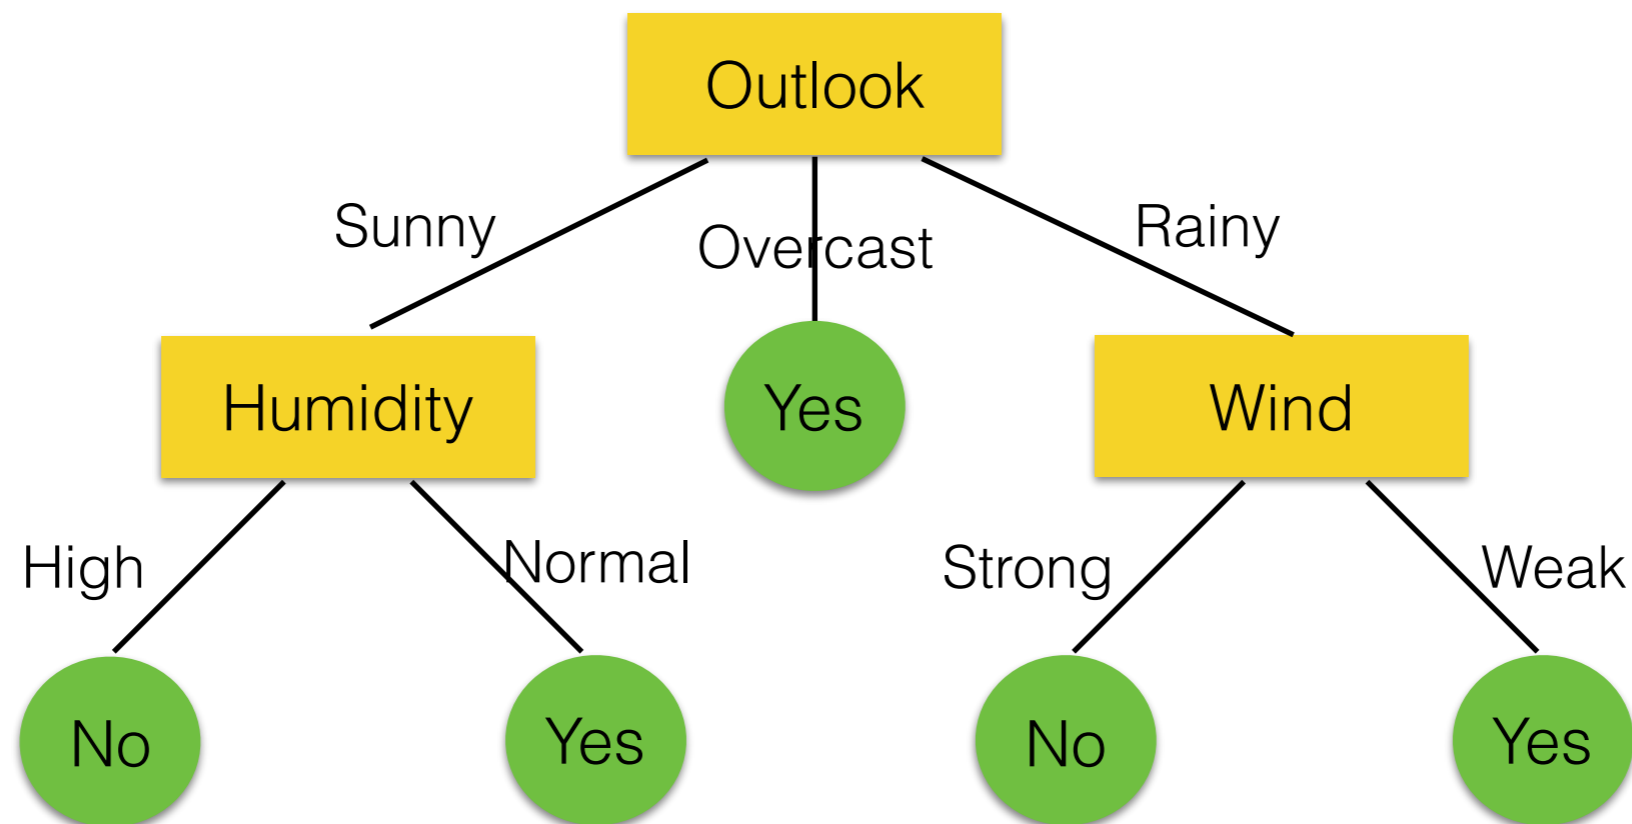 Outlook
Sunny
Overcast
Rainy
Humidity
Yes
Wind
High
Normal
Strong
Weak
No
Yes
No
Yes